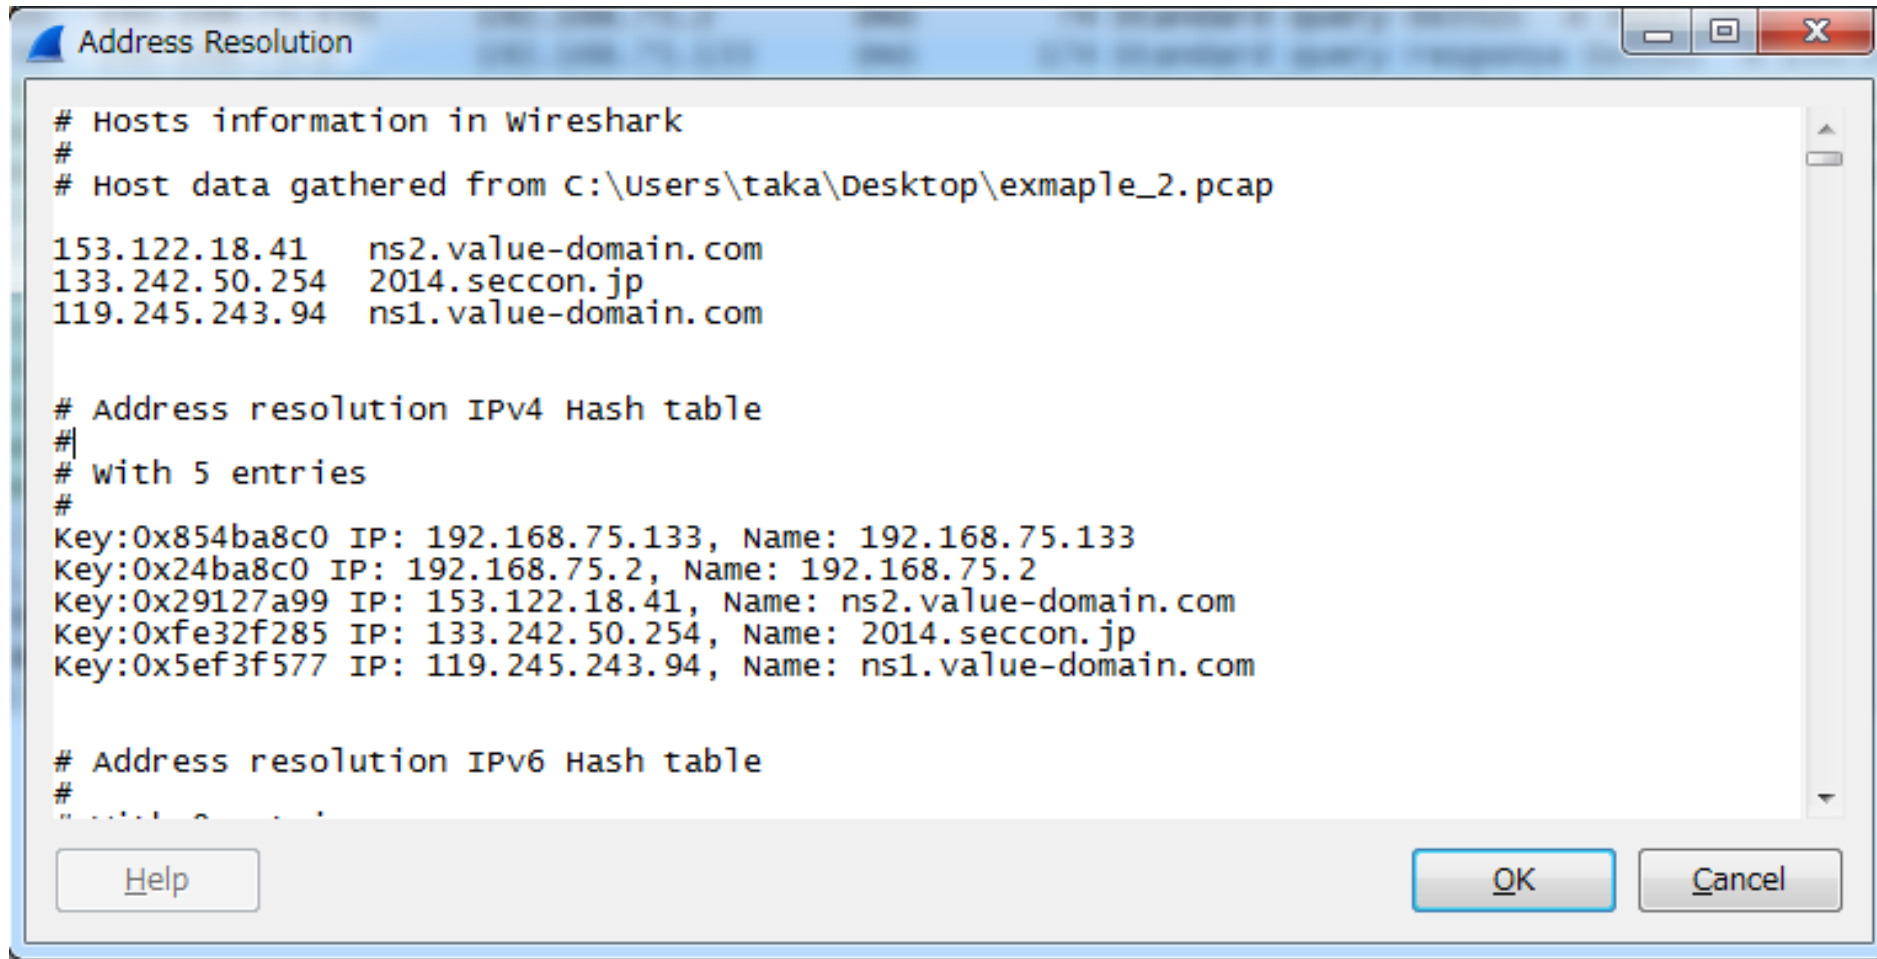 Address Resolution
# Hosts information in Wireshark
#
# Host data gathered from C:\Users\taka\Desktop\exmaple_2.pcap
153.122.18.41 ns2.value-domain.com
133.242.50.254 2014.seccon.jp
119.245.243.94 ns1.value-domain.com
# Address resolution IPv4 Hash table
#
# With 5 entries
#
Key:0x854ba8c0 IP: 192.168.75.133, Name: 192.168.75.133
Key:0x24ba8c0 IP: 192.168.75.2, Name: 192.168.75.2
Key:0x29127a99 IP: 153.122.18.41, Name: ns2.value-domain.com
Key:0xfe32f285 IP: 133.242.50.254, Name: 2014.seccon.jp
Key:0x5ef3f577 IP: 119.245.243.94, Name: ns1.value-domain.com
# Address resolution IPv6 Hash table
#
Help
OK
Cancel